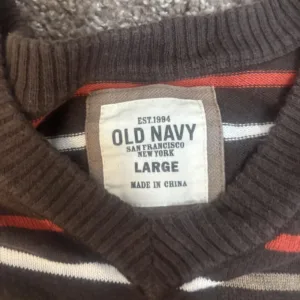 EST.1994
OLD NAVY
SAN FRANCISCO
NEW YORK
LARGE
MADE IN CHINA